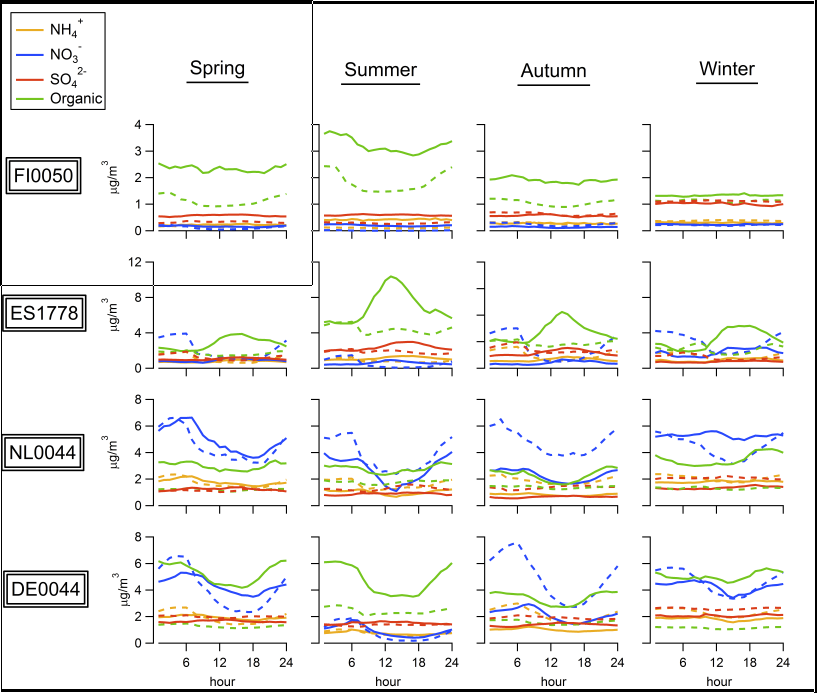 NH₄⁺
NO₃⁻
SO₄²⁻
Organic
Spring Summer Autumn Winter
FI0050
µg/m³
4
3
2
1
0
ES1778
µg/m³
12
8
4
0
NL0044
µg/m³
8
6
4
2
0
DE0044
µg/m³
8
6
4
2
0
6 12 18 24 6 12 18 24 6 12 18 24 6 12 18 24
hour hour hour hour